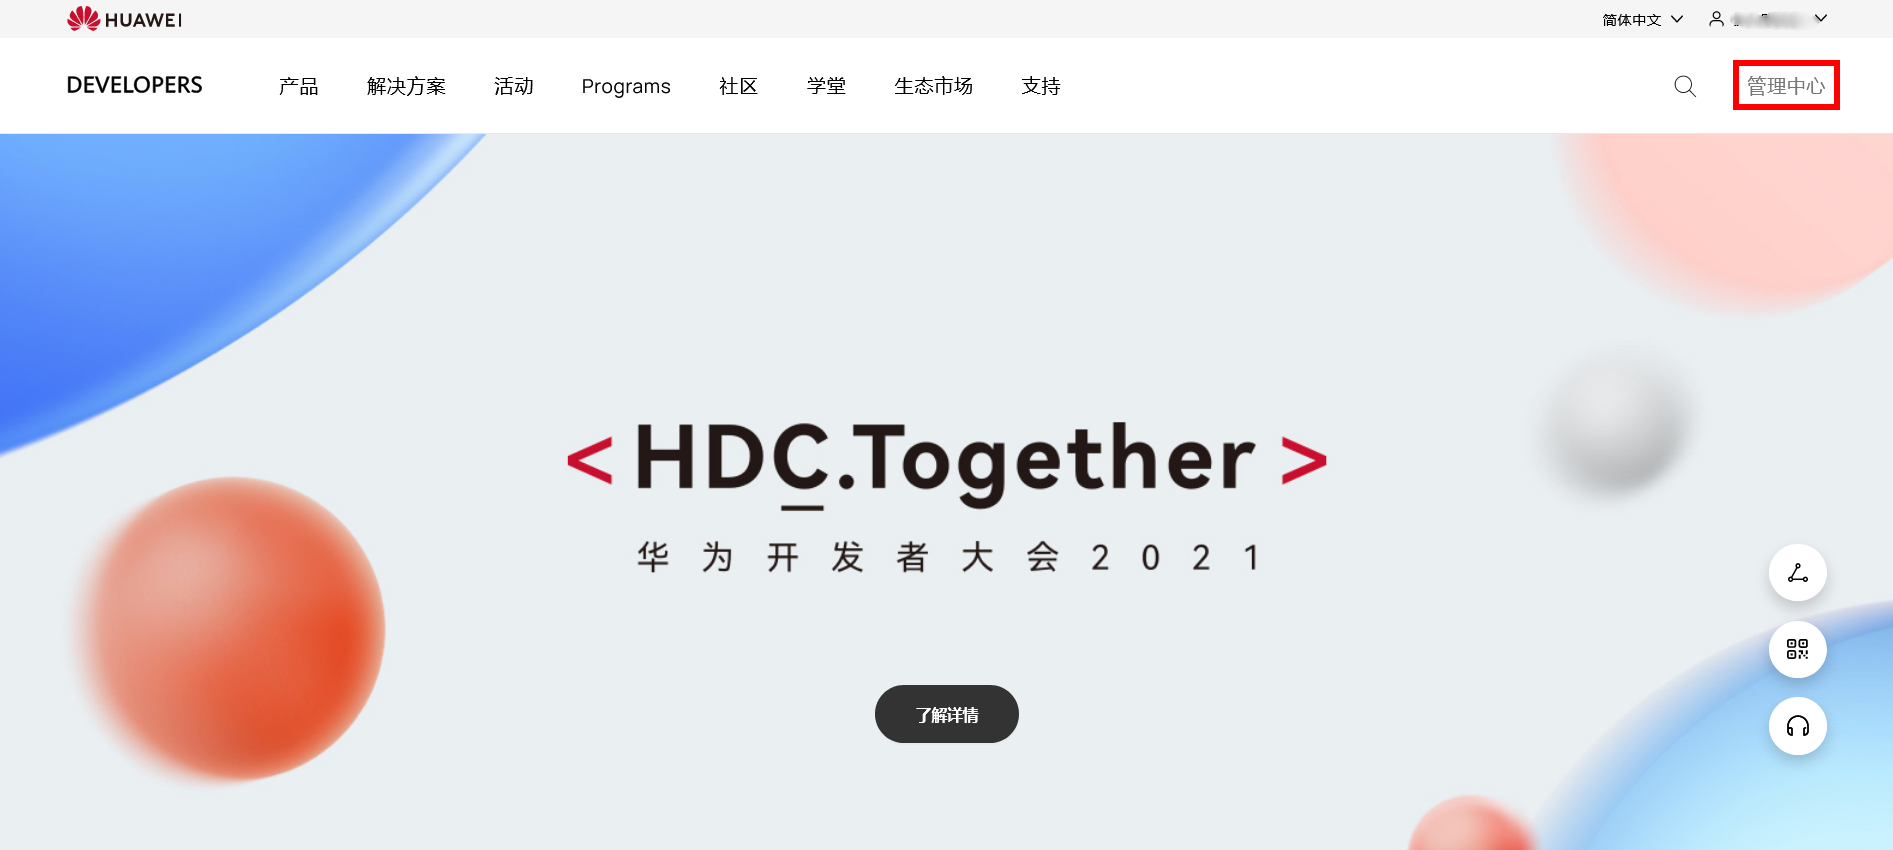 HUAWEI
简体中文
DEVELOPERS 产品 解决方案 活动 Programs 社区 学堂 生态市场 支持 管理中心
<HDC.Together>
华为开发者大会2021
了解详情